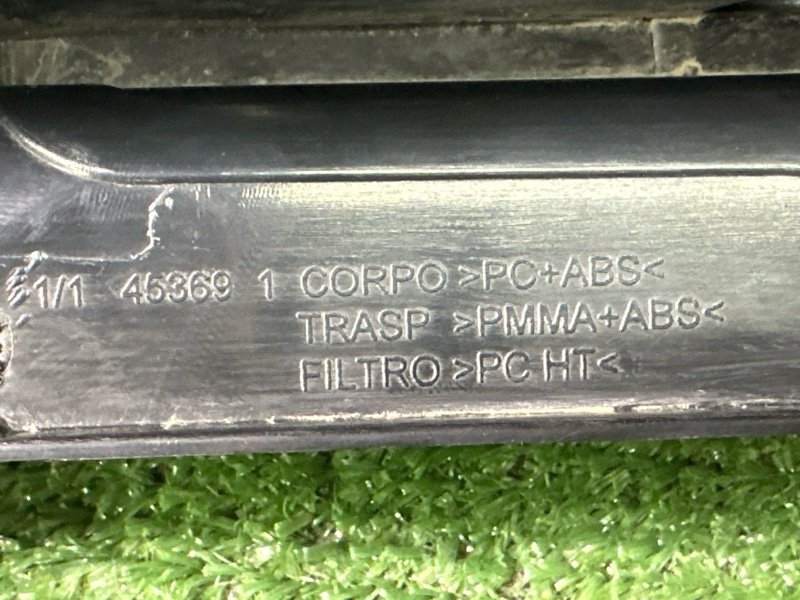 1/1 45369 1 CORPO >PC+ABS<
TRASP >PMMA+ABS<
FILTRO >PC HT<